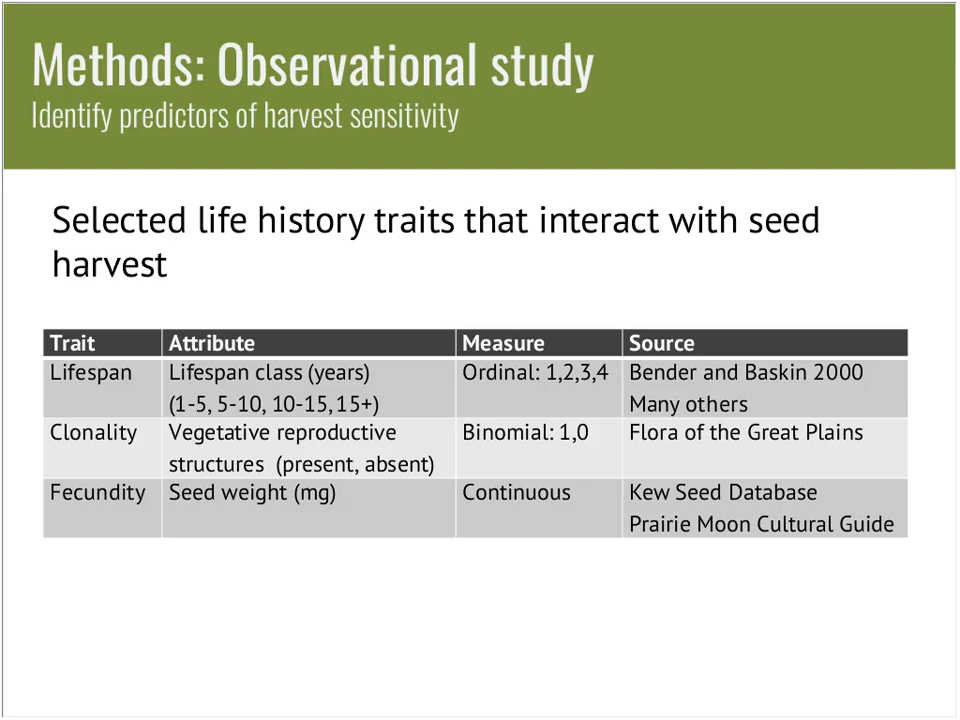 Methods: Observational study
Identify predictors of harvest sensitivity
Selected life history traits that interact with seed
harvest
Trait Attribute Measure Source
Lifespan Lifespan class (years) Ordinal: 1,2,3,4 Bender and Baskin 2000
(1-5, 5-10, 10-15, 15+) Many others
Clonality Vegetative reproductive Binomial: 1,0 Flora of the Great Plains
structures (present, absent)
Fecundity Seed weight (mg) Continuous Kew Seed Database
Prairie Moon Cultural Guide